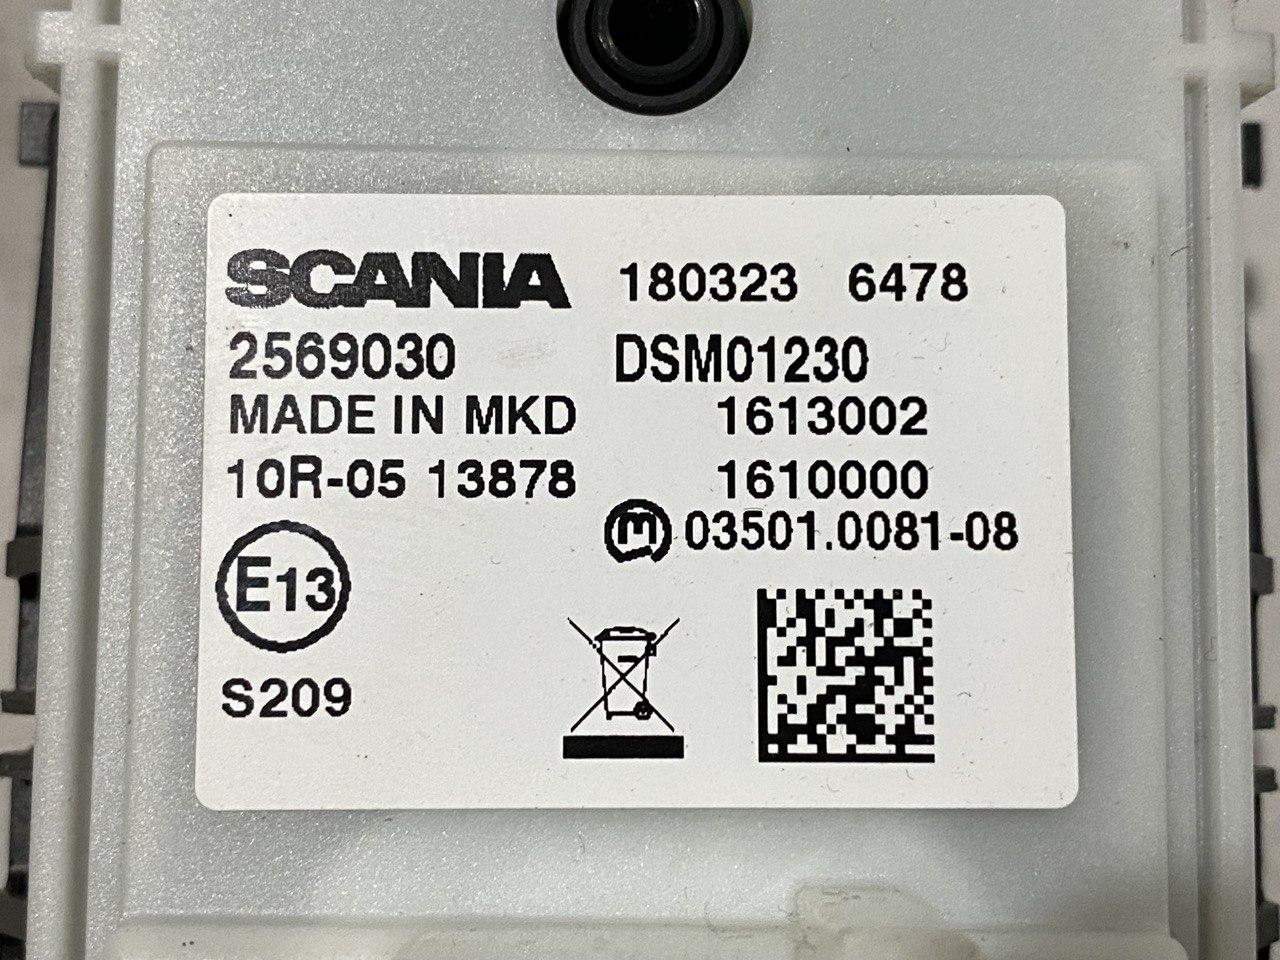 SCANIA 180323 6478
2569030 DSM01230
MADE IN MKD 1613002
10R-05 13878 1610000
m 03501.0081-08
E13
S209